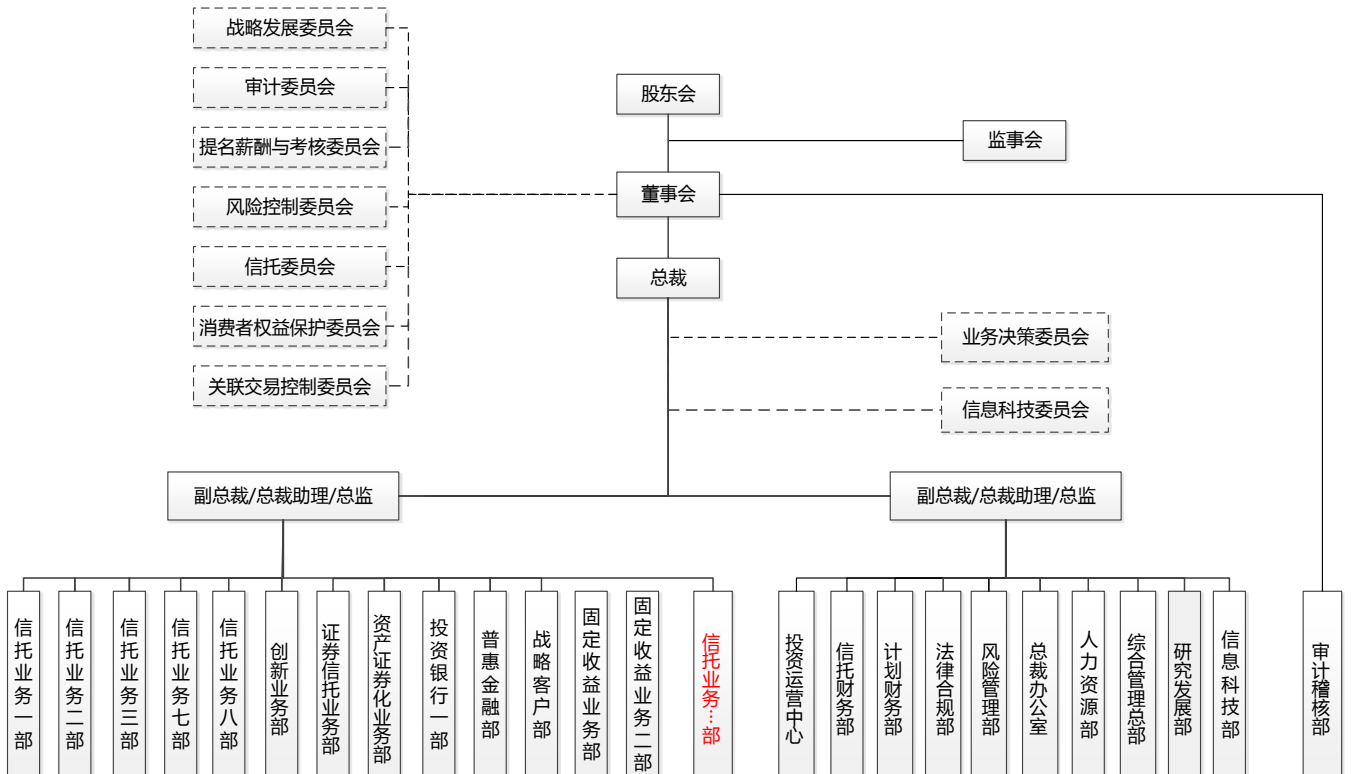 战略发展委员会
审计委员会
提名薪酬与考核委员会
风险控制委员会
信托委员会
消费者权益保护委员会
关联交易控制委员会
股东会
监事会
董事会
总裁
业务决策委员会
信息科技委员会
副总裁/总裁助理/总监
副总裁/总裁助理/总监
信托业务一部
信托业务二部
信托业务三部
信托业务七部
信托业务八部
创新业务部
证券信托业务部
资产证券化业务部
投资银行一部
普惠金融部
战略客户部
固定收益业务部
固定收益业务二部
信托业务…部
投资运营中心
信托财务部
计划财务部
法律合规部
风险管理部
总裁办公室
人力资源部
综合管理总部
研究发展部
信息科技部
审计稽核部